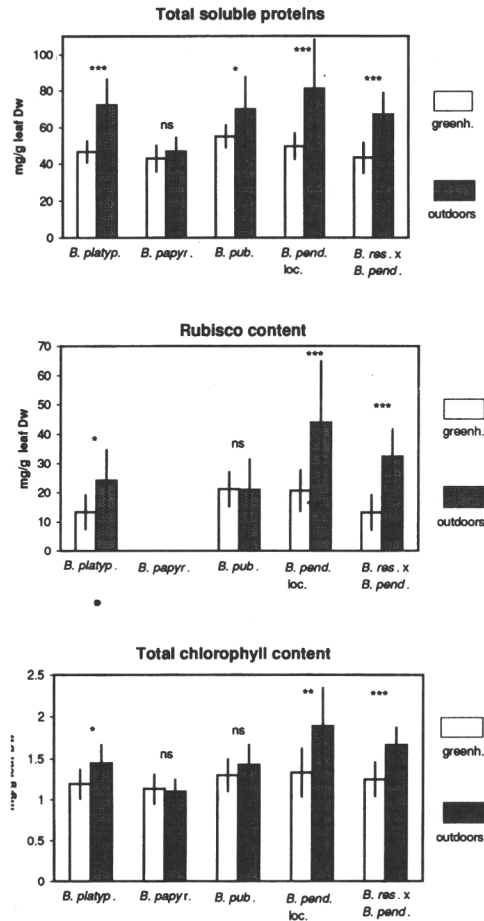 Total soluble proteins
mg/g leaf Dw
100
80
60
40
20
0
***
ns
*
***
***
greenh.
outdoors
B. platyp.
B. papyr.
B. pub.
B. pend.
loc.
B. res. x
B. pend.
Rubisco content
mg/g leaf Dw
70
60
50
40
30
20
10
0
*
ns
***
***
greenh.
outdoors
B. platyp.
B. papyr.
B. pub.
B. pend.
loc.
B. res. x
B. pend.
Total chlorophyll content
2.5
2
1.5
1
0.5
0
*
ns
ns
**
***
greenh.
outdoors
B. platyp.
B. papyr.
B. pub.
B. pend.
loc.
B. res. x
B. pend.